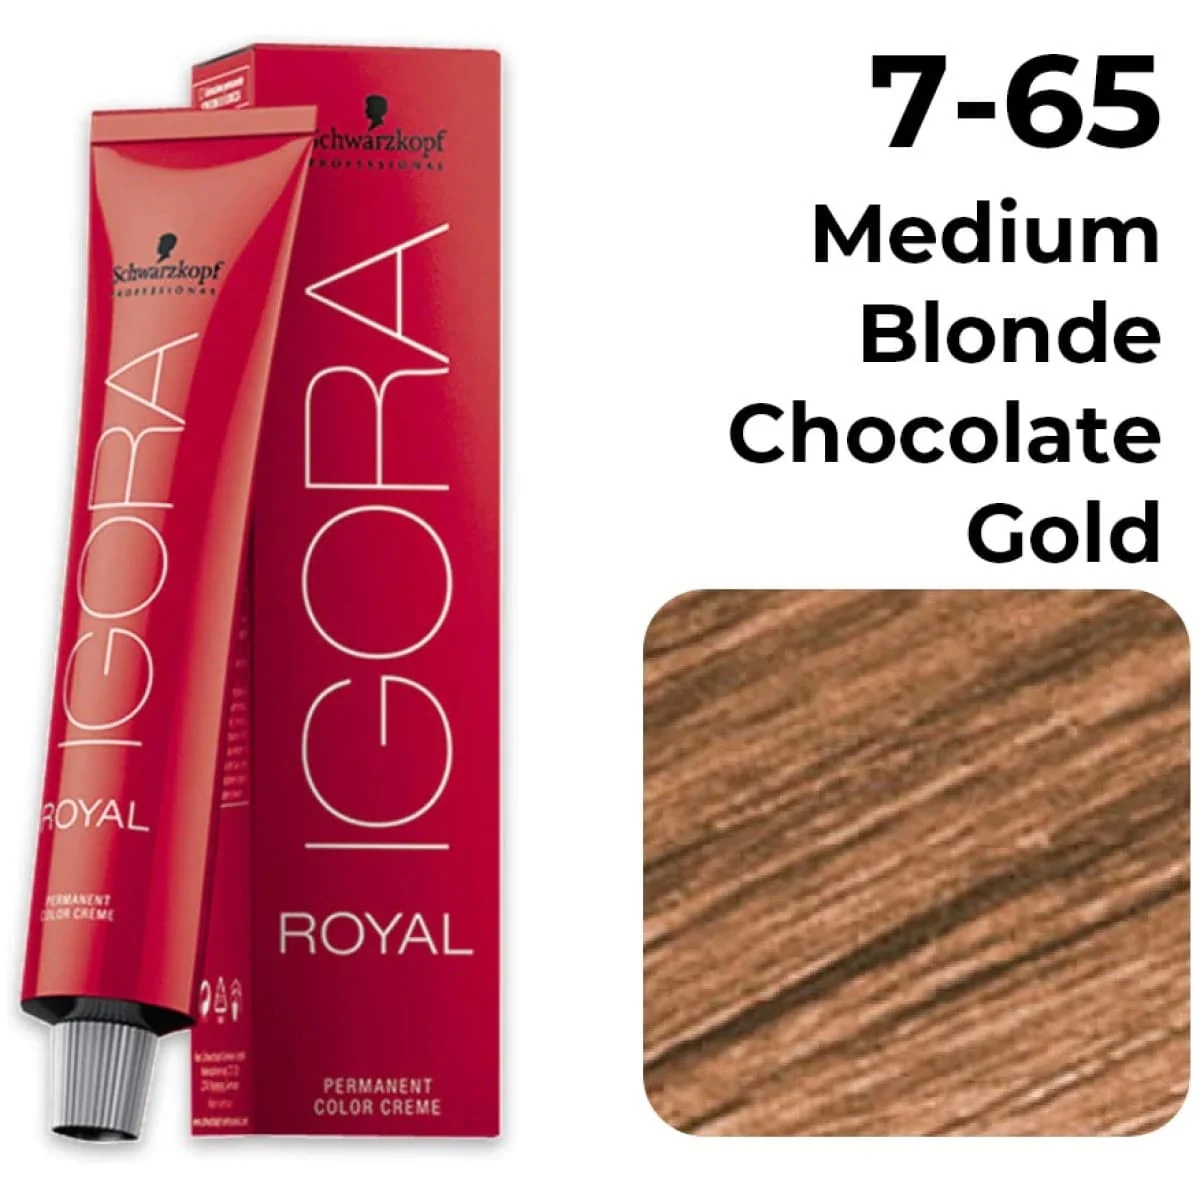 7-65
Medium
Blonde
Chocolate
Gold
Schwarzkopf
PROFESSIONAL
IGORA
ROYAL
PERMANENT
COLOR CREME
Schwarzkopf
PROFESSIONAL
IGORA
ROYAL
PERMANENT
COLOR CREME